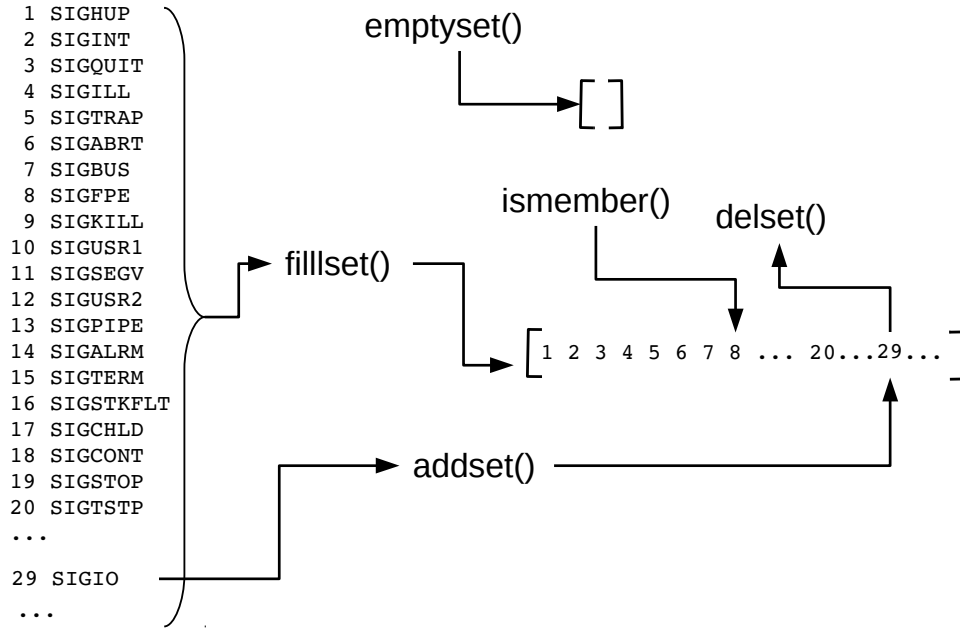 1 SIGHUP
2 SIGINT
3 SIGQUIT
4 SIGILL
5 SIGTRAP
6 SIGABRT
7 SIGBUS
8 SIGFPE
9 SIGKILL
10 SIGUSR1
11 SIGSEGV
12 SIGUSR2
13 SIGPIPE
14 SIGALRM
15 SIGTERM
16 SIGSTKFLT
17 SIGCHLD
18 SIGCONT
19 SIGSTOP
20 SIGTSTP
...
29 SIGIO
...
emptyset()
[ ]
ismember()
delset()
filllset()
[ 1 2 3 4 5 6 7 8 ... 20...29... ]
addset()